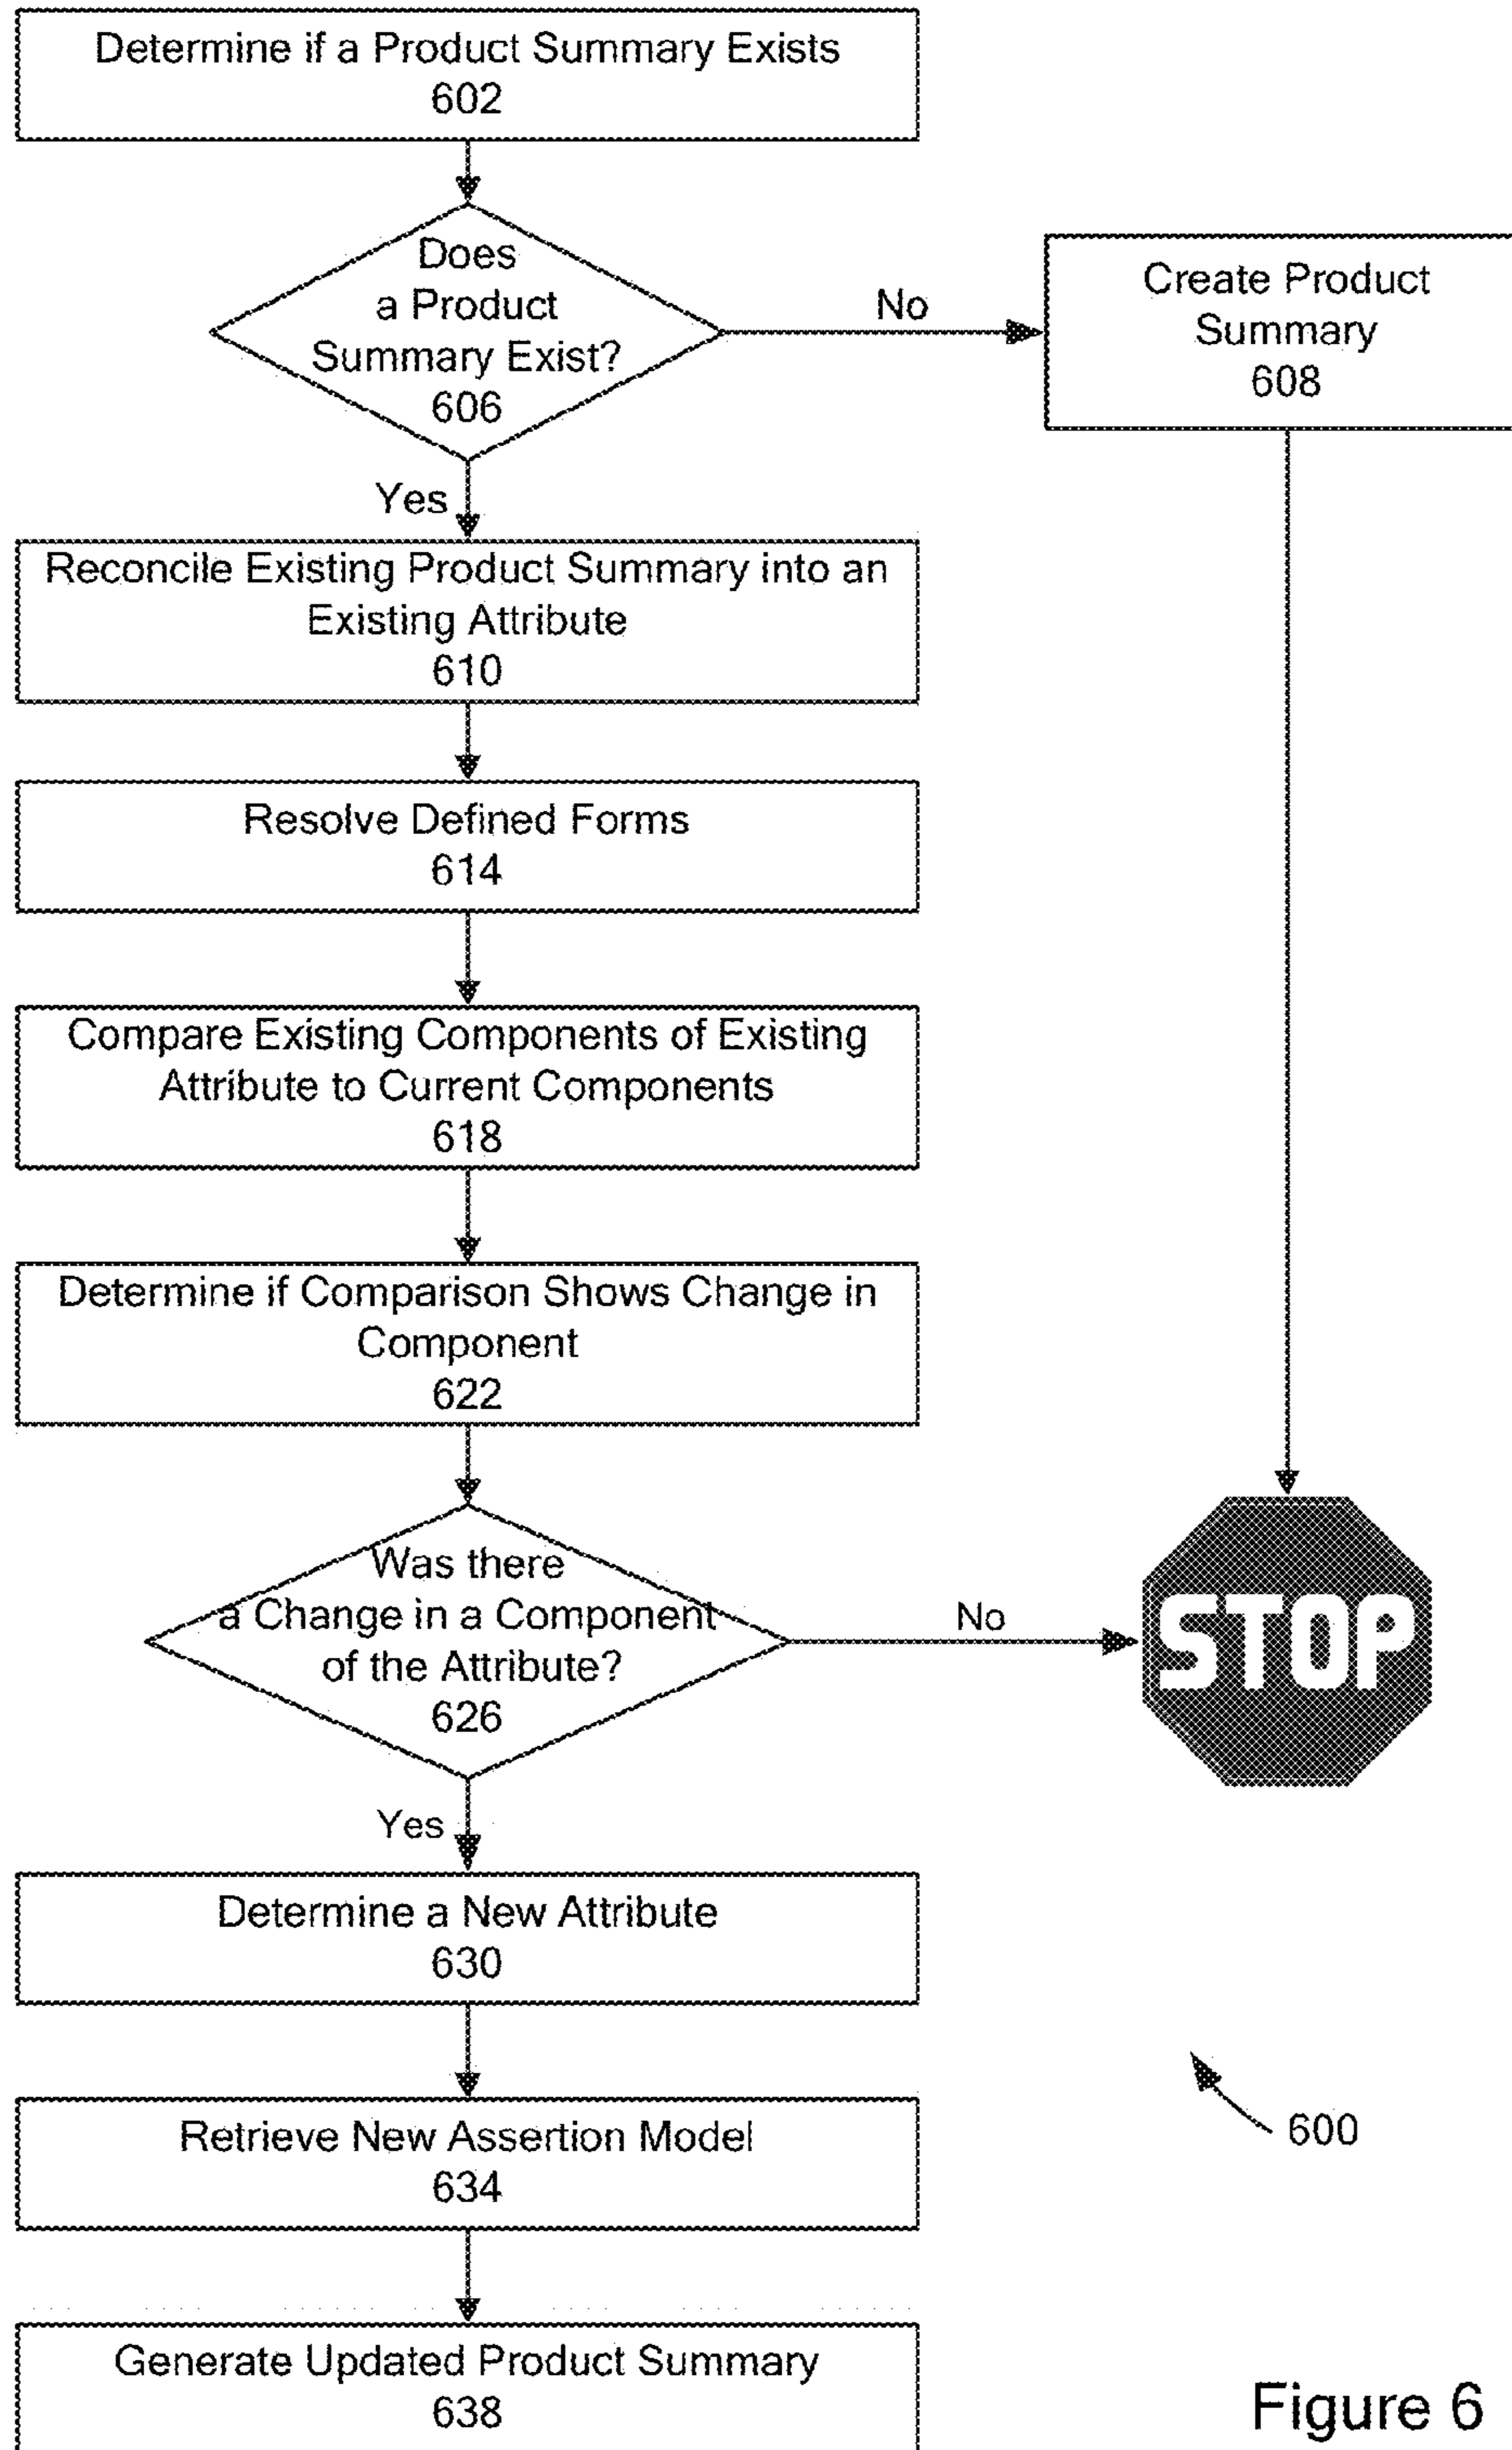 Determine if a Product Summary Exists
602
Does
a Product
Summary Exist?
606
No
Create Product
Summary
608
Yes
Reconcile Existing Product Summary into an
Existing Attribute
610
Resolve Defined Forms
614
Compare Existing Components of Existing
Attribute to Current Components
618
Determine if Comparison Shows Change in
Component
622
Was there
a Change in a Component
of the Attribute?
626
No
STOP
Yes
Determine a New Attribute
630
Retrieve New Assertion Model
634
600
Generate Updated Product Summary
638
Figure 6